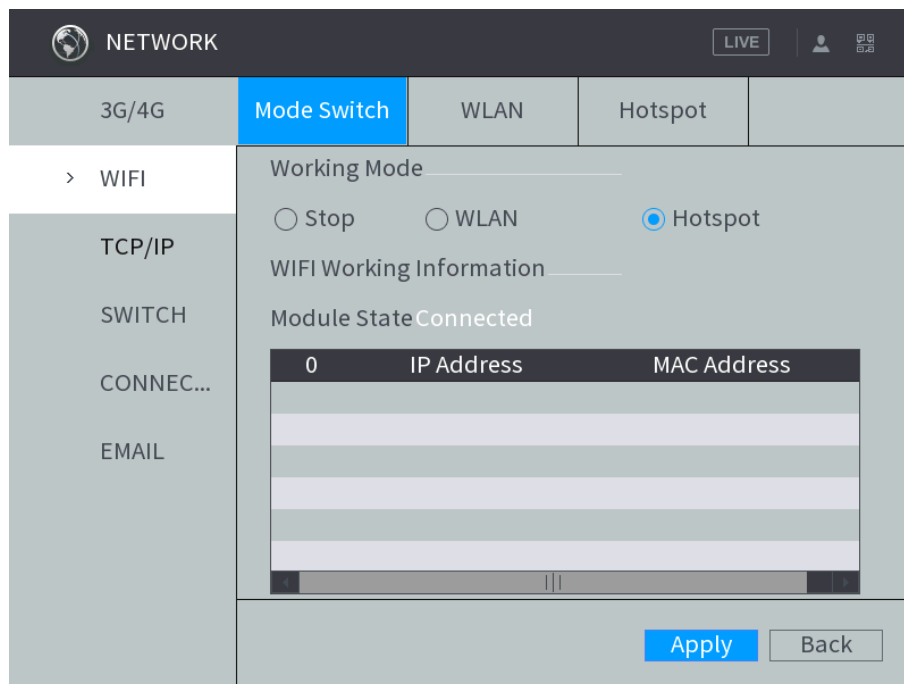 NETWORK LIVE
3G/4G Mode Switch WLAN Hotspot
> WIFI Working Mode
Stop WLAN Hotspot
TCP/IP
WIFI Working Information
SWITCH Module State Connected
0 IP Address MAC Address
CONNEC...
EMAIL
Apply Back